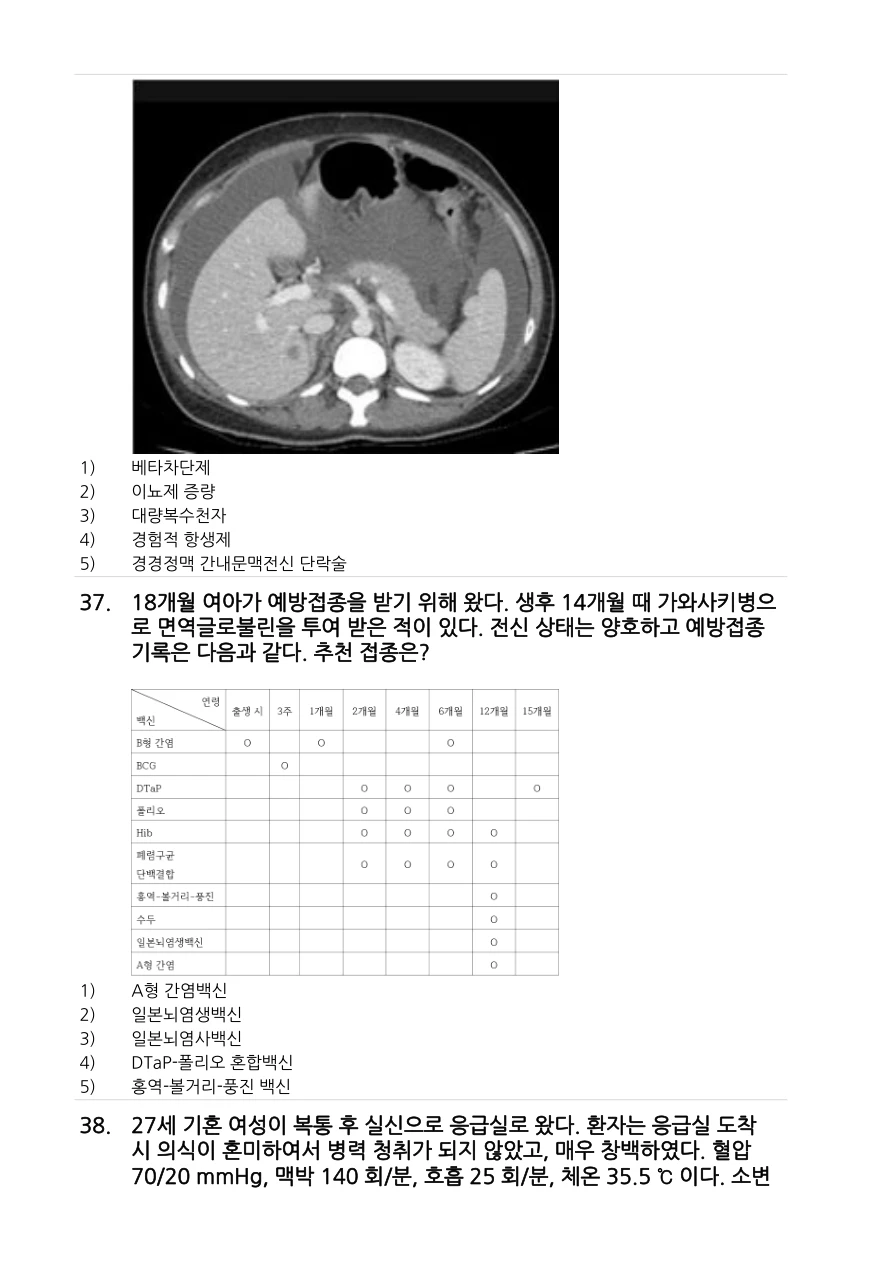 1) 베타차단제
2) 이뇨제 증량
3) 대량복수천자
4) 경험적 항생제
5) 경경정맥 간내문맥전신 단락술
37. 18개월 여아가 예방접종을 받기 위해 왔다. 생후 14개월 때 가와사키병으
로 면역글로불린을 투여 받은 적이 있다. 전신 상태는 양호하고 예방접종
기록은 다음과 같다. 추천 접종은?
연령
백신 출생 시 3주 1개월 2개월 4개월 6개월 12개월 15개월
B형 간염 O O O
BCG O
DTaP O O O O
폴리오 O O O
Hib O O O O
폐렴구균
단백결합 O O O O
홍역-볼거리-풍진 O
수두 O
일본뇌염생백신 O
A형 간염 O
1) A형 간염백신
2) 일본뇌염생백신
3) 일본뇌염사백신
4) DTaP-폴리오 혼합백신
5) 홍역-볼거리-풍진 백신
38. 27세 기혼 여성이 복통 후 실신으로 응급실로 왔다. 환자는 응급실 도착
시 의식이 혼미하여서 병력 청취가 되지 않았고, 매우 창백하였다. 혈압
70/20 mmHg, 맥박 140 회/분, 호흡 25 회/분, 체온 35.5 ℃ 이다. 소변